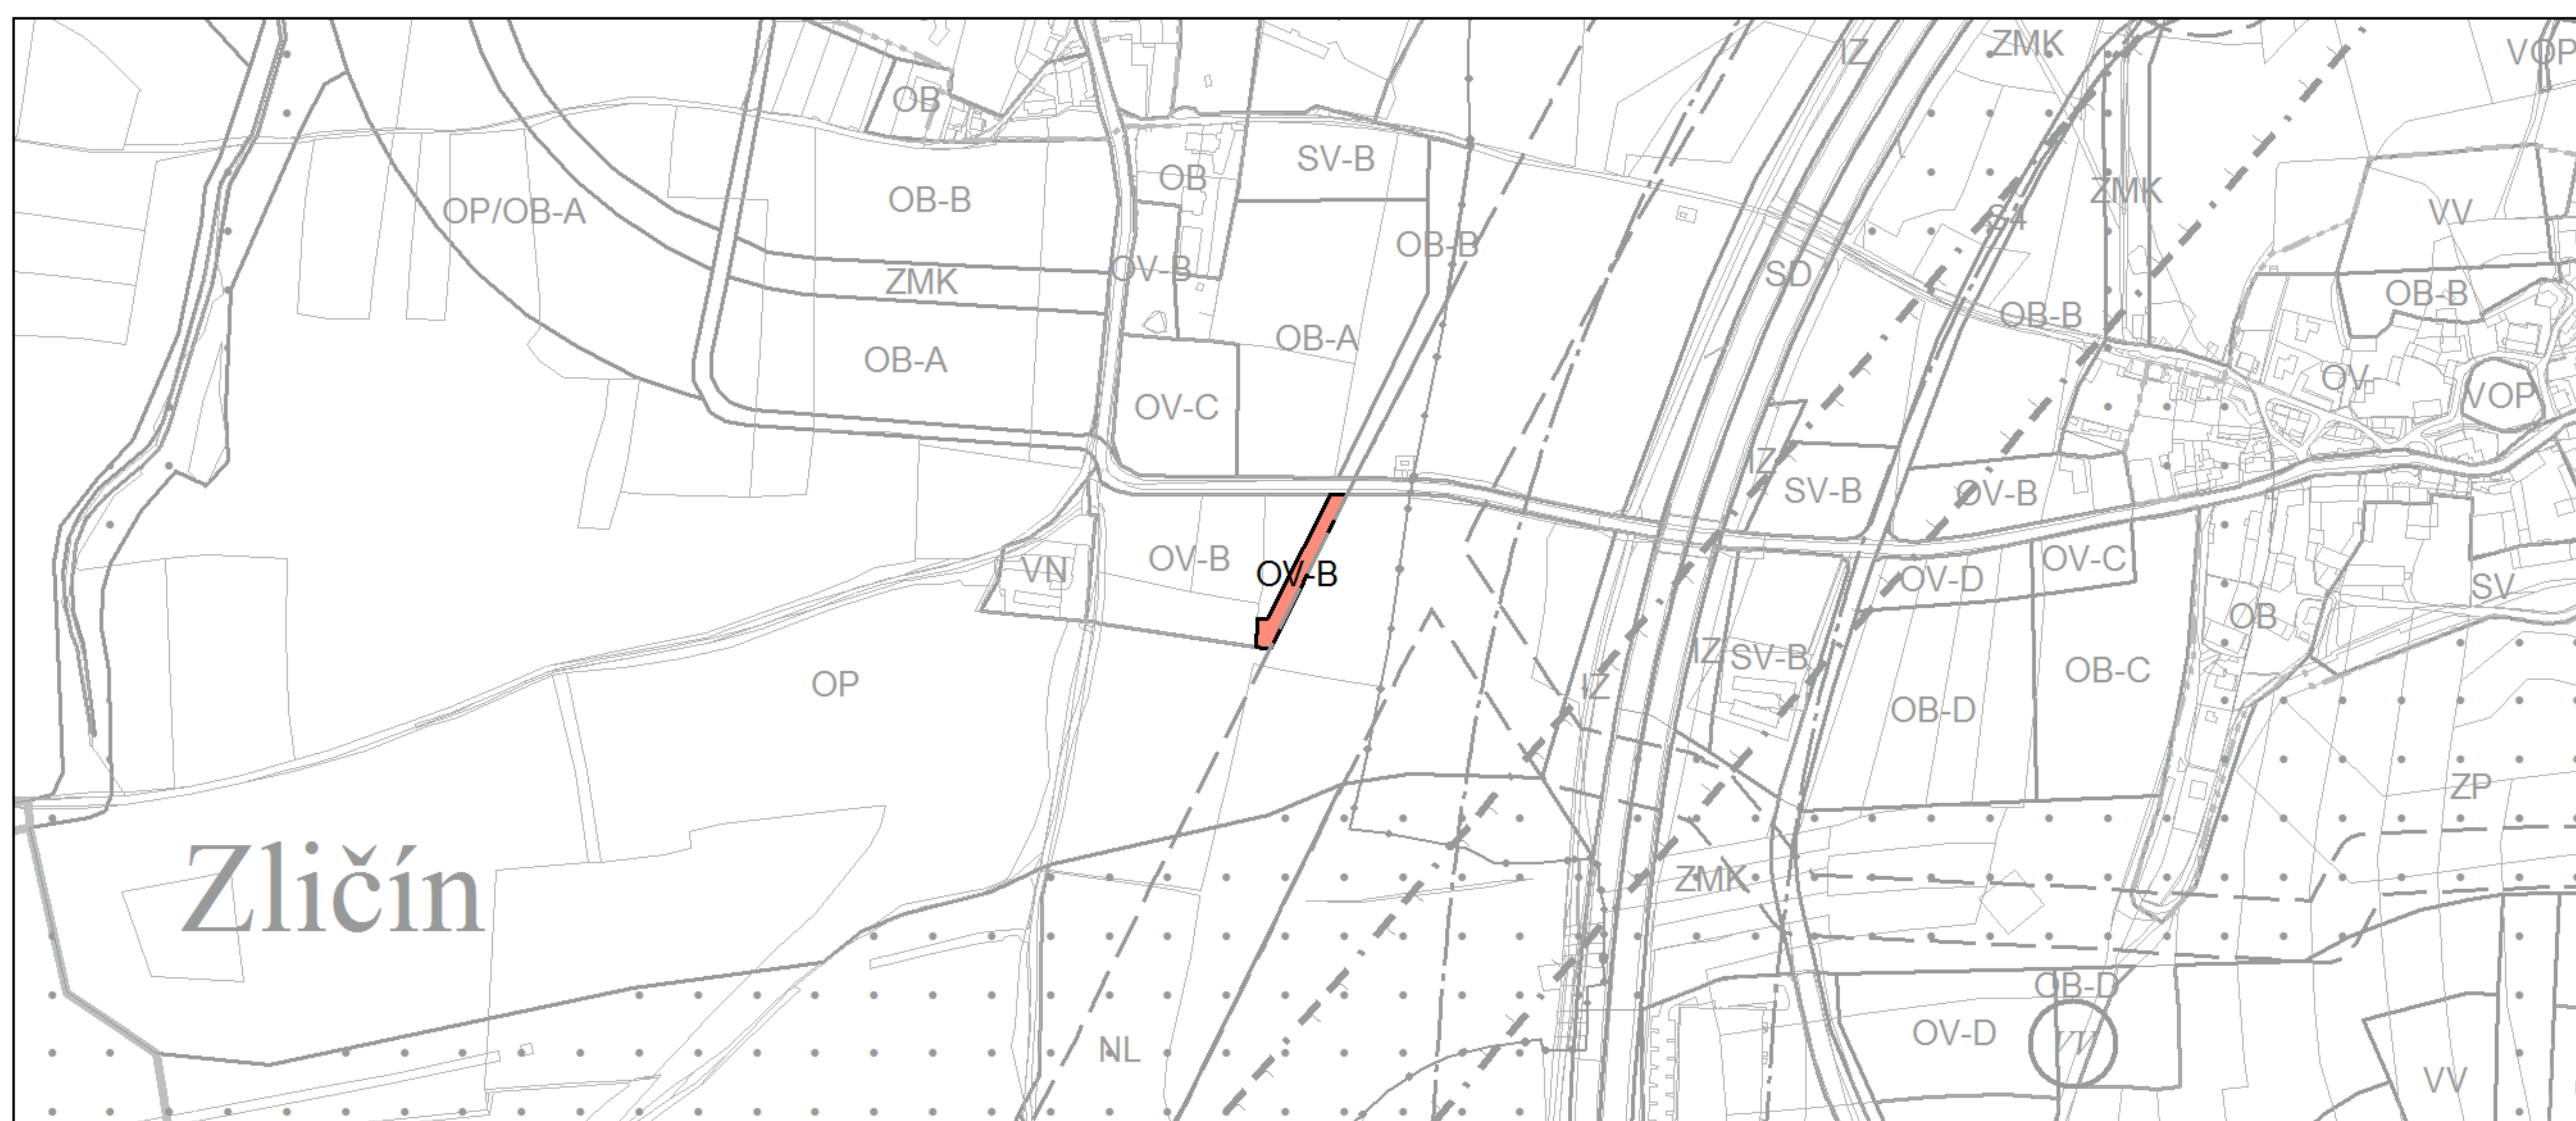 IZ
ZMK
VOP
OB
SV-B
OB
ZMK
OP/OB-A
OB-B
VV
S4
OB-B
OV-B
SD
ZMK
OB-B
OB-B
OB-A
OB-A
OV
VOP
OV-C
IZ
SV-B
OV-B
OV-B
OV-C
VN
OV-B
OV-D
SV
OB
IZ
SV-B
OB-C
OP
IZ
OB-D
ZP
Zličín
ZMK
OB-D
OV-D
VV
NL
VV